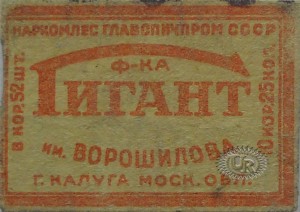 НАРКОМЛЕС ГЛАВСПИЧПРОМ СССР
Ф-КА
ГИГАНТ
ИМ. ВОРОШИЛОВА
Г. КАЛУГА МОСК. ОБЛ.
В КОР. 52 ШТ.
10 КОР. 25 КОП.